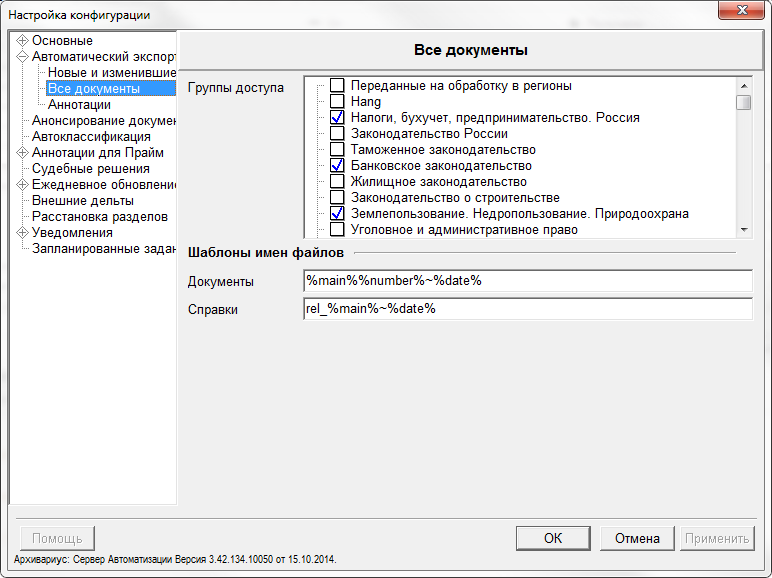 Настройка конфигурации
Основные
Автоматический экспорт
Новые и изменившие
Все документы
Аннотации
Анонсирование докумен
Автоклассификация
Аннотации для Прайм
Судебные решения
Ежедневное обновление
Внешние дельты
Расстановка разделов
Уведомления
Запланированные задан
Все документы
Группы доступа
Переданные на обработку в регионы
Hang
Налоги, бухучет, предпринимательство. Россия
Законодательство России
Таможенное законодательство
Банковское законодательство
Жилищное законодательство
Законодательство о строительстве
Землепользование. Недропользование. Природоохрана
Уголовное и административное право
Шаблоны имен файлов
Документы %main%%number%~%date%
Справки rel_%main%~%date%
Помощь OK Отмена Применить
Архивариус: Сервер Автоматизации Версия 3.42.134.10050 от 15.10.2014.